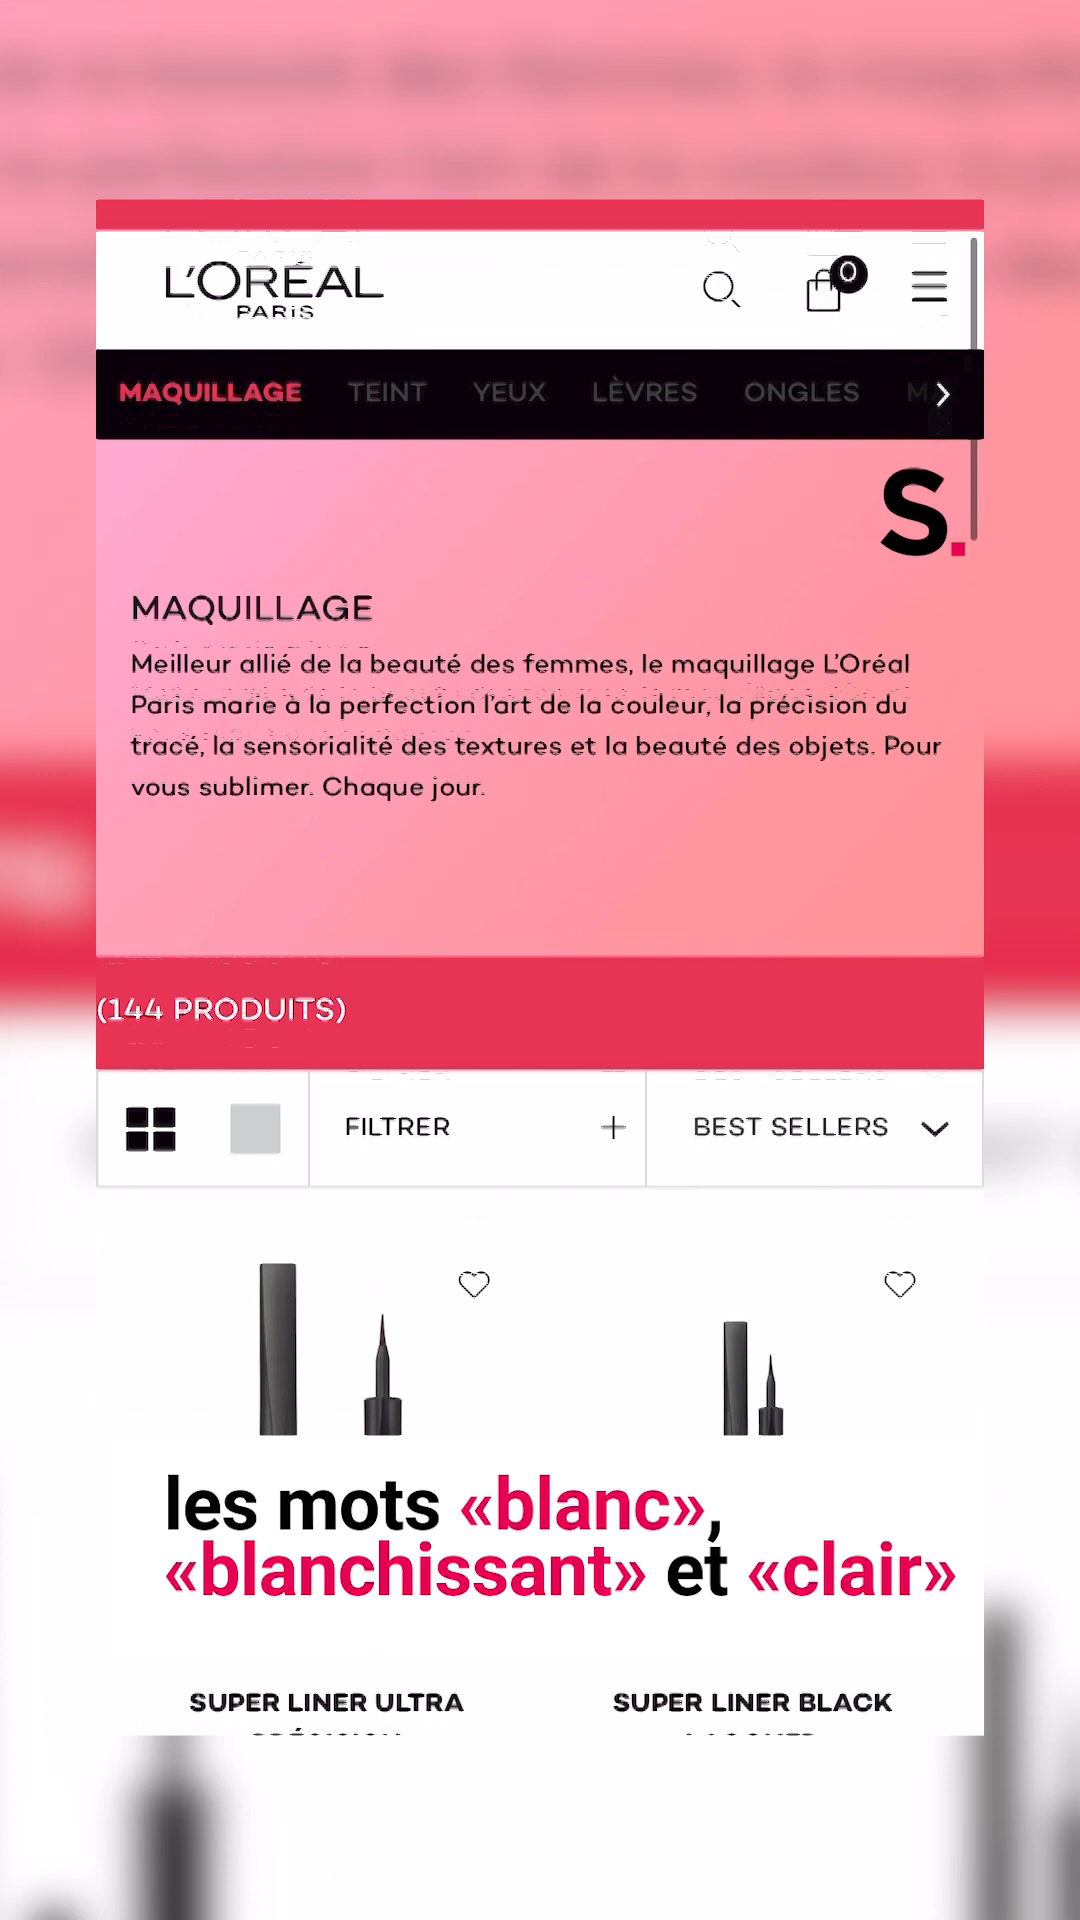 L'ORÉAL
PARIS
0
MAQUILLAGE TEINT YEUX LÈVRES ONGLES
S.
MAQUILLAGE
Meilleur allié de la beauté des femmes, le maquillage L'Oréal
Paris marie à la perfection l'art de la couleur, la précision du
tracé, la sensorialité des textures et la beauté des objets. Pour
vous sublimer. Chaque jour.
(144 PRODUITS)
FILTRER + BEST SELLERS
les mots «blanc»,
«blanchissant» et «clair»
SUPER LINER ULTRA
SUPER LINER BLACK